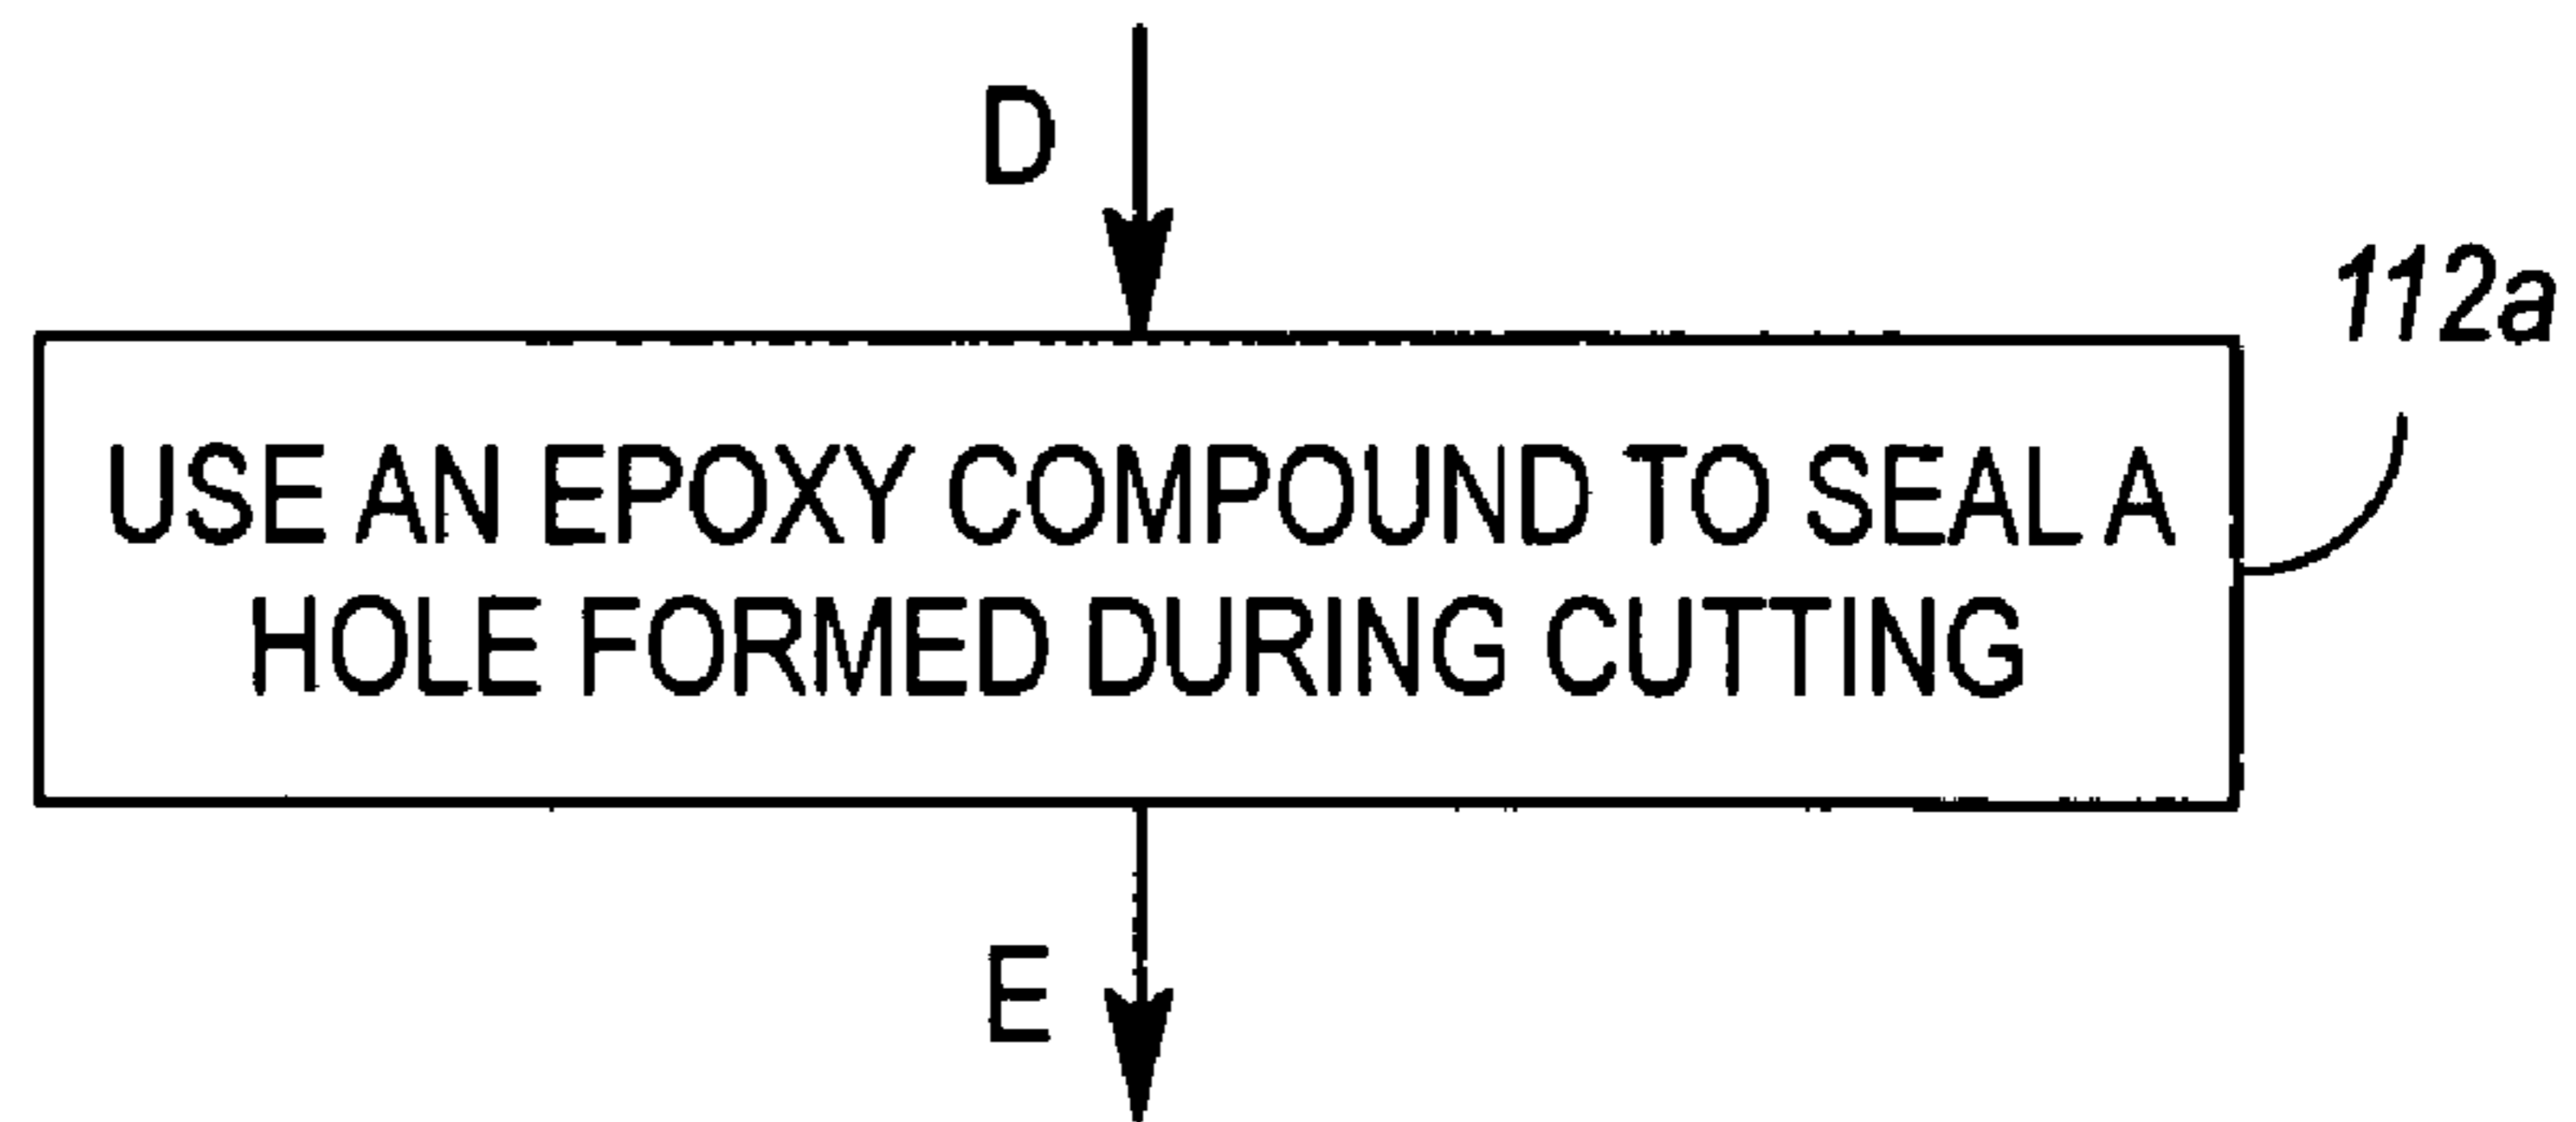 D
112a
USE AN EPOXY COMPOUND TO SEAL A
HOLE FORMED DURING CUTTING
E